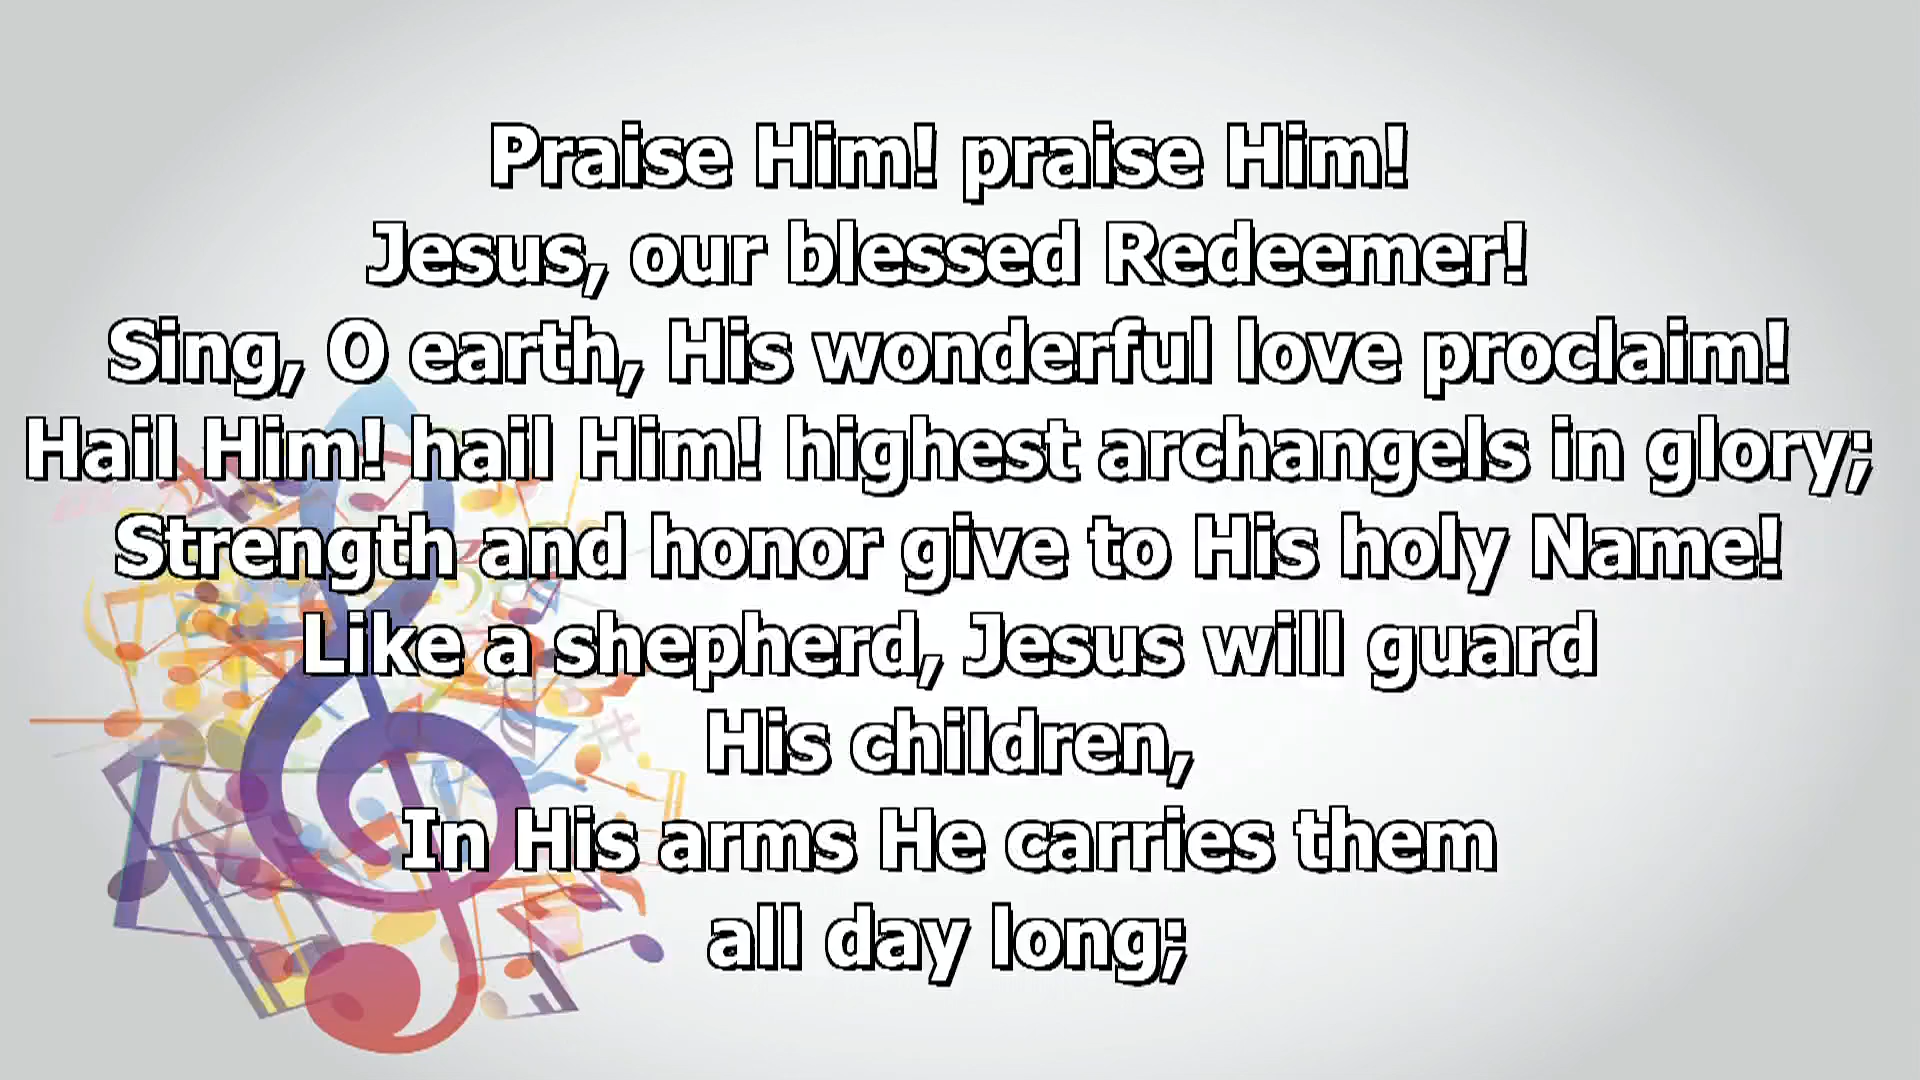 Praise Him! praise Him!
Jesus, our blessed Redeemer!
Sing, O earth, His wonderful love proclaim!
Hail Him! hail Him! highest archangels in glory;
Strength and honor give to His holy Name!
Like a shepherd, Jesus will guard
His children,
In His arms He carries them
all day long;